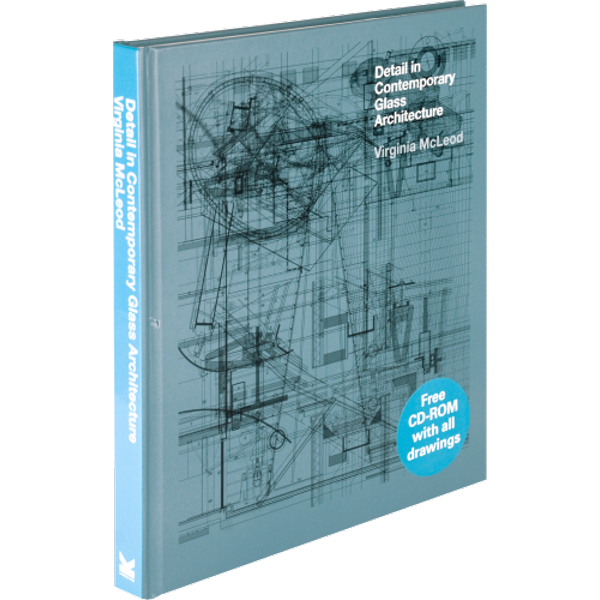 Detail in
Contemporary
Glass
Architecture
Virginia McLeod
Free
CD-ROM
with all
drawings
Detail in Contemporary Glass Architecture
Virginia McLeod